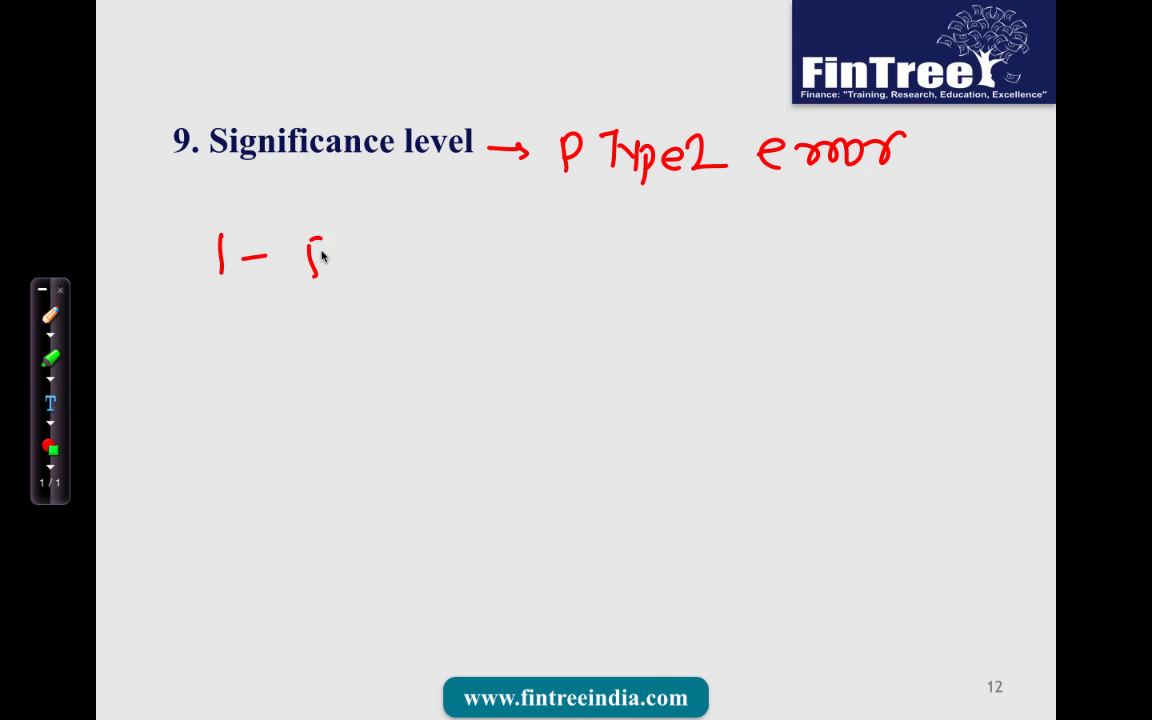 FinTree
Finance: "Training, Research, Education, Excellence"
9. Significance level → P Type2 error
1 -
T
1 / 1
12
www.fintreeindia.com